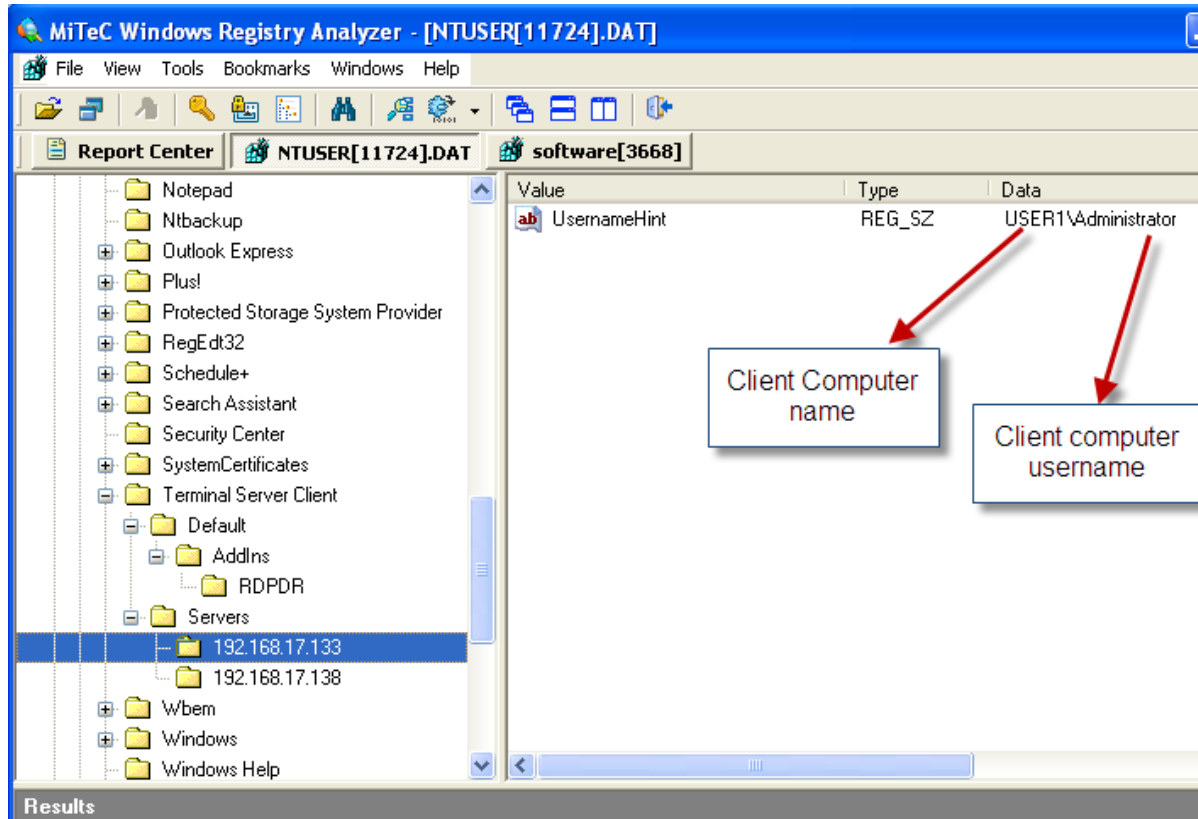 MiTeC Windows Registry Analyzer - [NTUSER[11724].DAT]
File View Tools Bookmarks Windows Help
Report Center NTUSER[11724].DAT software[3668]
Notepad
Ntbackup
Outlook Express
Plus!
Protected Storage System Provider
RegEdt32
Schedule+
Search Assistant
Security Center
SystemCertificates
Terminal Server Client
Default
AddIns
RDPDR
Servers
192.168.17.133
192.168.17.138
Wbem
Windows
Windows Help
Value Type Data
UsernameHint REG_SZ USER1\Administrator
Client Computer
name
Client computer
username
Results